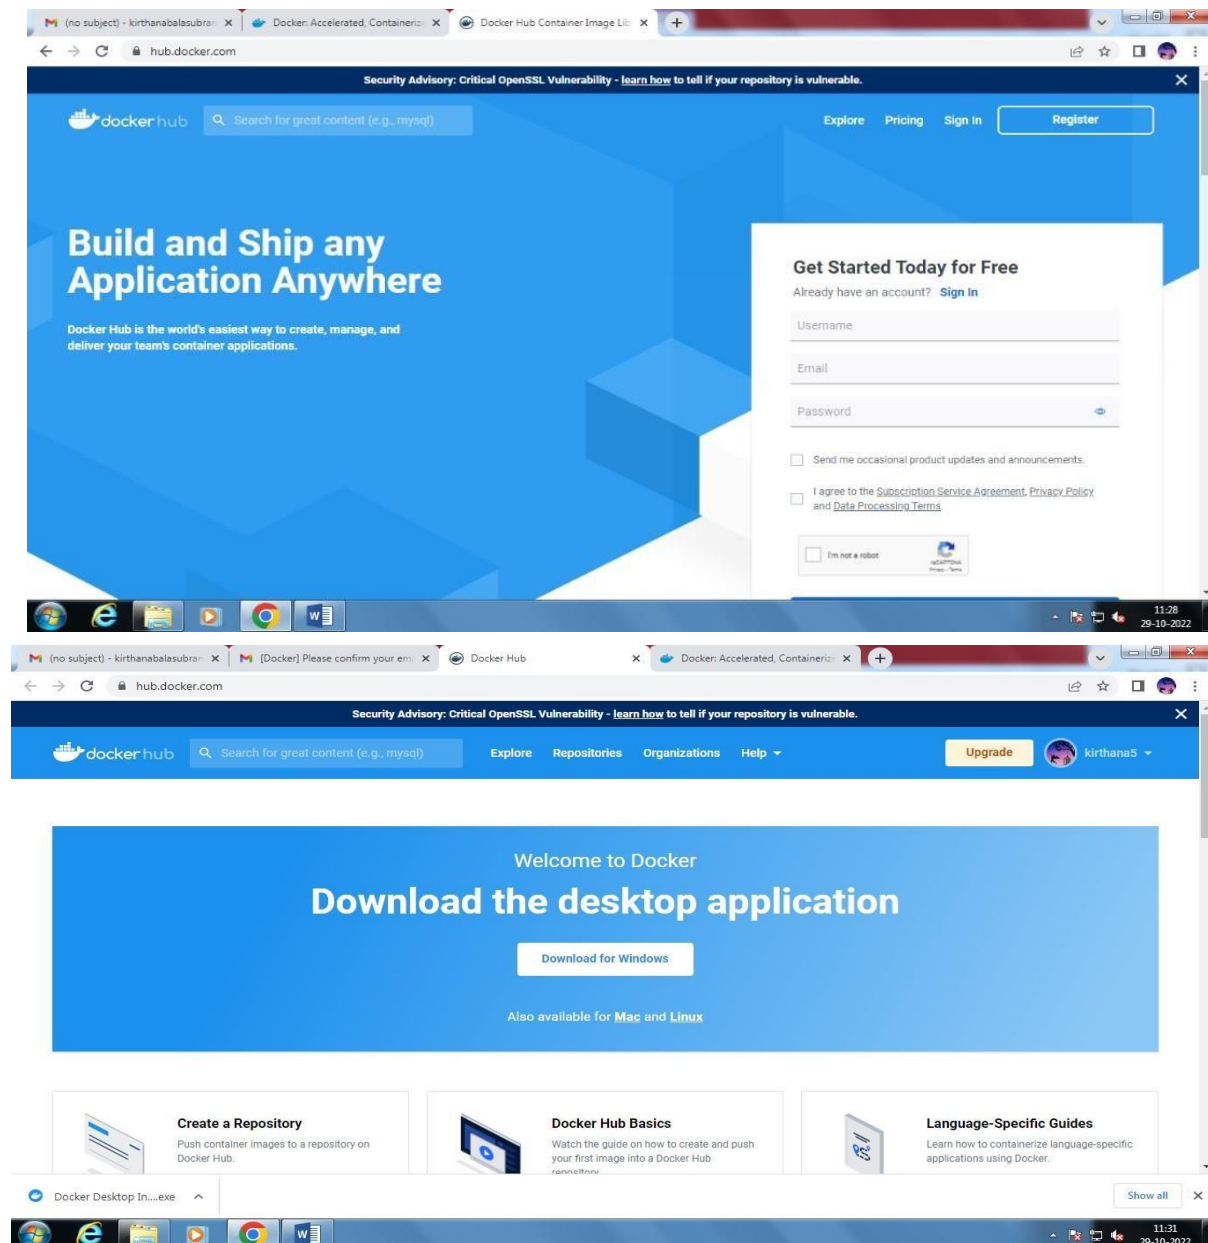 (no subject) - kirthanabalasubra
Docker: Accelerated, Containeriz
Docker Hub Container Image Lib
hub.docker.com
Security Advisory: Critical OpenSSL Vulnerability - learn how to tell if your repository is vulnerable.
dockerhub
Search for great content (e.g., mysql)
Explore Pricing Sign In Register
Build and Ship any
Application Anywhere
Docker Hub is the world's easiest way to create, manage, and
deliver your team's container applications.
Get Started Today for Free
Already have an account? Sign In
Username
Email
Password
Send me occasional product updates and announcements.
I agree to the Subscription Service Agreement, Privacy Policy
and Data Processing Terms
I'm not a robot
reCAPTCHA
Privacy - Terms
11:28
29-10-2022
(no subject) - kirthanabalasubra
[Docker] Please confirm your em
Docker Hub
Docker: Accelerated, Containeriz
hub.docker.com
Security Advisory: Critical OpenSSL Vulnerability - learn how to tell if your repository is vulnerable.
dockerhub
Search for great content (e.g., mysql)
Explore Repositories Organizations Help
Upgrade
kirthana5
Welcome to Docker
Download the desktop application
Download for Windows
Also available for Mac and Linux
Create a Repository
Push container images to a repository on
Docker Hub.
Docker Hub Basics
Watch the guide on how to create and push
your first image into a Docker Hub
repository.
Language-Specific Guides
Learn how to containerize language-specific
applications using Docker.
Docker Desktop In....exe
Show all
11:31
29-10-2022